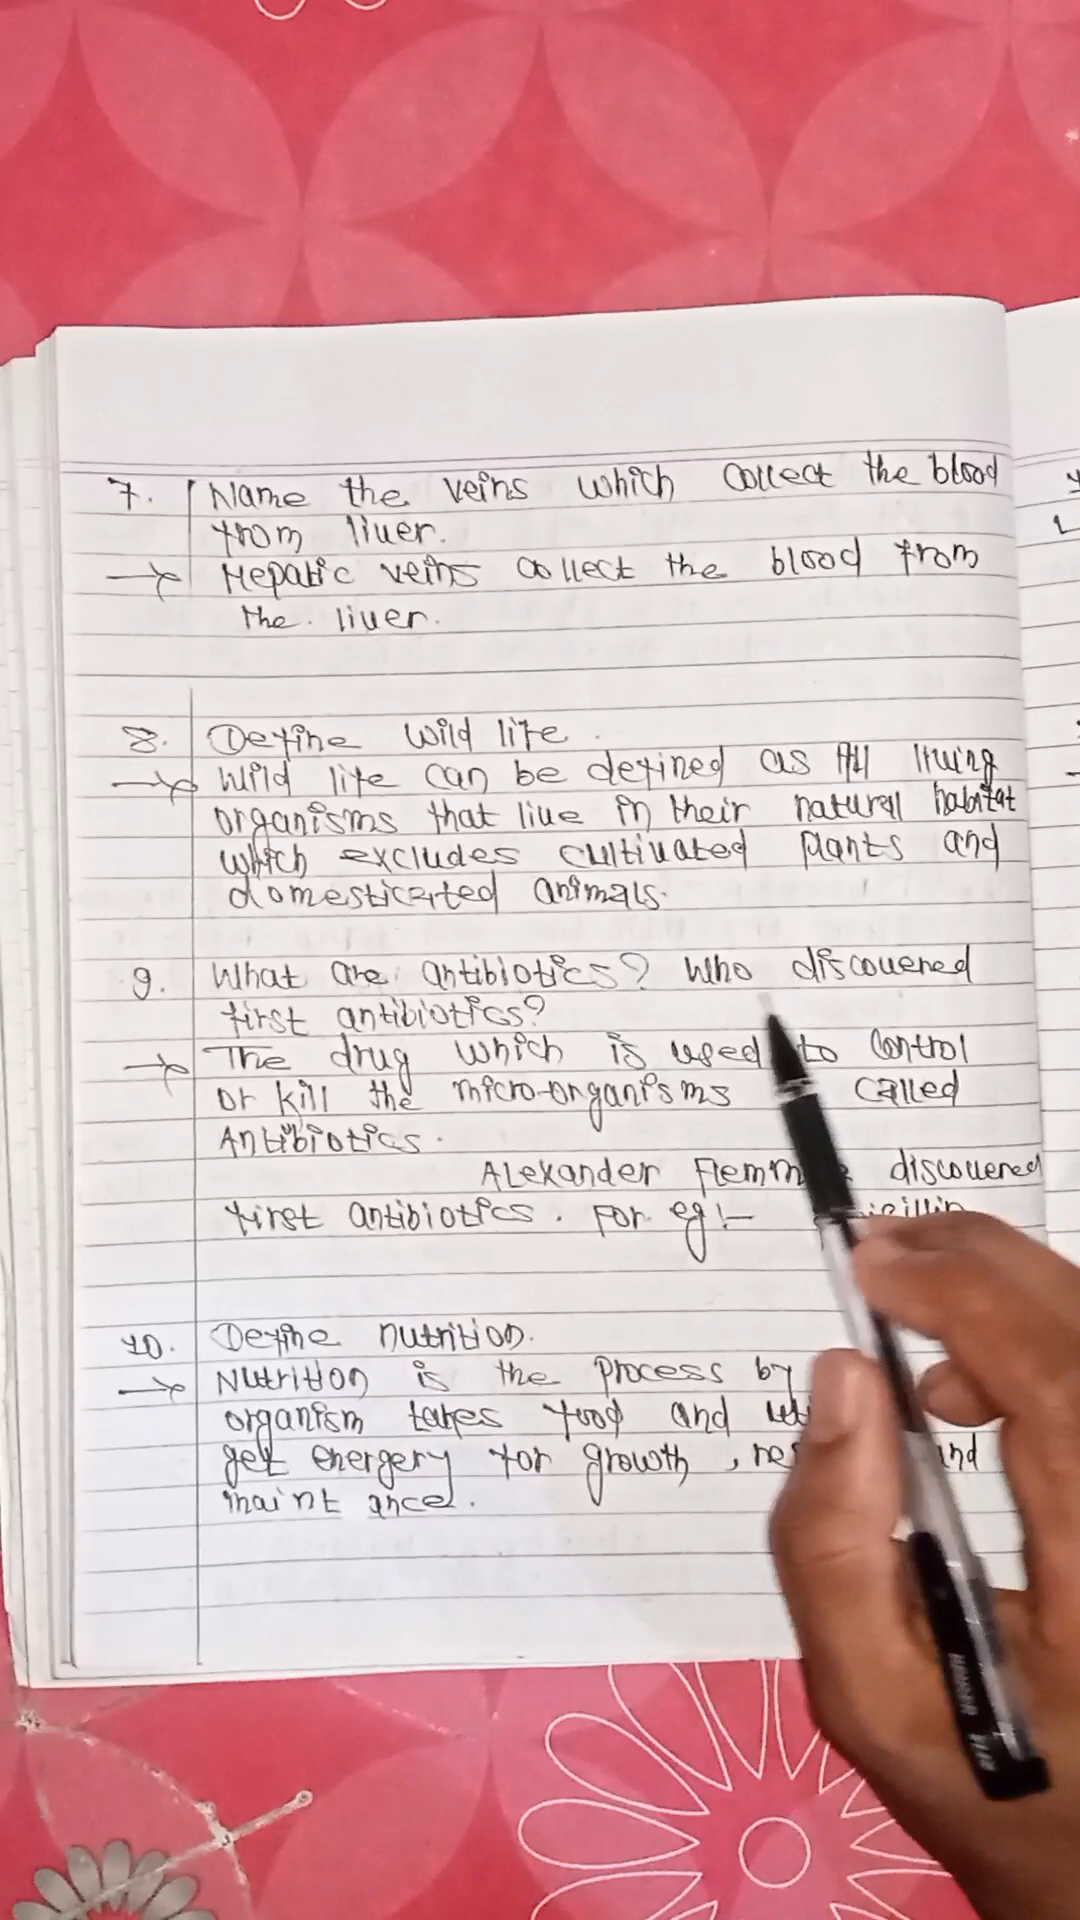 7. Name the veins which collect the blood
from liver.
→ Hepatic veins collect the blood from
the. liver.
8. Define wild life.
→ Wild life can be defined as All living
organisms that live in their natural habitat
which excludes cultivated plants and
domesticated animals.
9. What are antibiotics? Who discovered
first antibiotics?
→ The drug which is used to control
or kill the micro-organisms called
Antibiotics.
Alexander discovered
first antibiotics. For eg:-
10. Define nutrition.
→ Nutrition is the process by
organism takes food and
get energery for growth, and
maint ance.